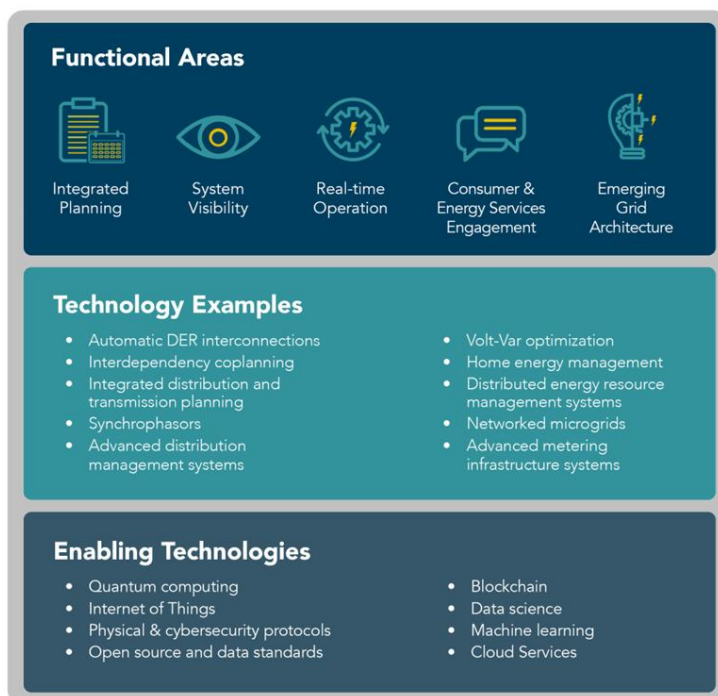 Functional Areas
Integrated
Planning
System
Visibility
Real-time
Operation
Consumer &
Energy Services
Engagement
Emerging
Grid
Architecture
Technology Examples
• Automatic DER interconnections
• Interdependency coplanning
• Integrated distribution and
transmission planning
• Synchrophasors
• Advanced distribution
management systems
• Volt-Var optimization
• Home energy management
• Distributed energy resource
management systems
• Networked microgrids
• Advanced metering
infrastructure systems
Enabling Technologies
• Quantum computing
• Internet of Things
• Physical & cybersecurity protocols
• Open source and data standards
• Blockchain
• Data science
• Machine learning
• Cloud Services